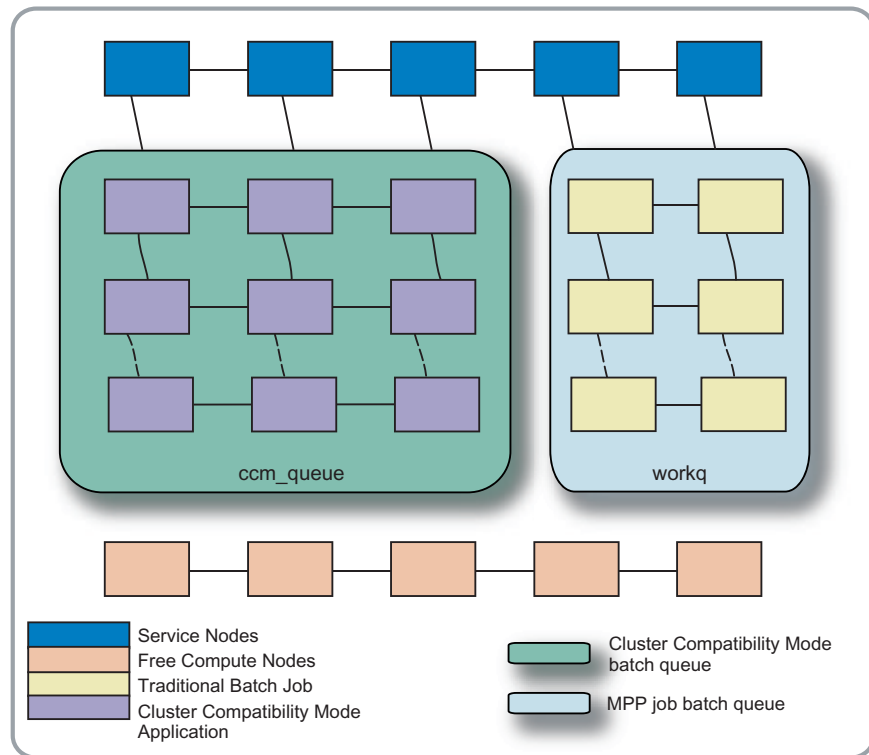 ccm_queue
workq
Service Nodes
Free Compute Nodes
Traditional Batch Job
Cluster Compatibility Mode
Application
Cluster Compatibility Mode
batch queue
MPP job batch queue